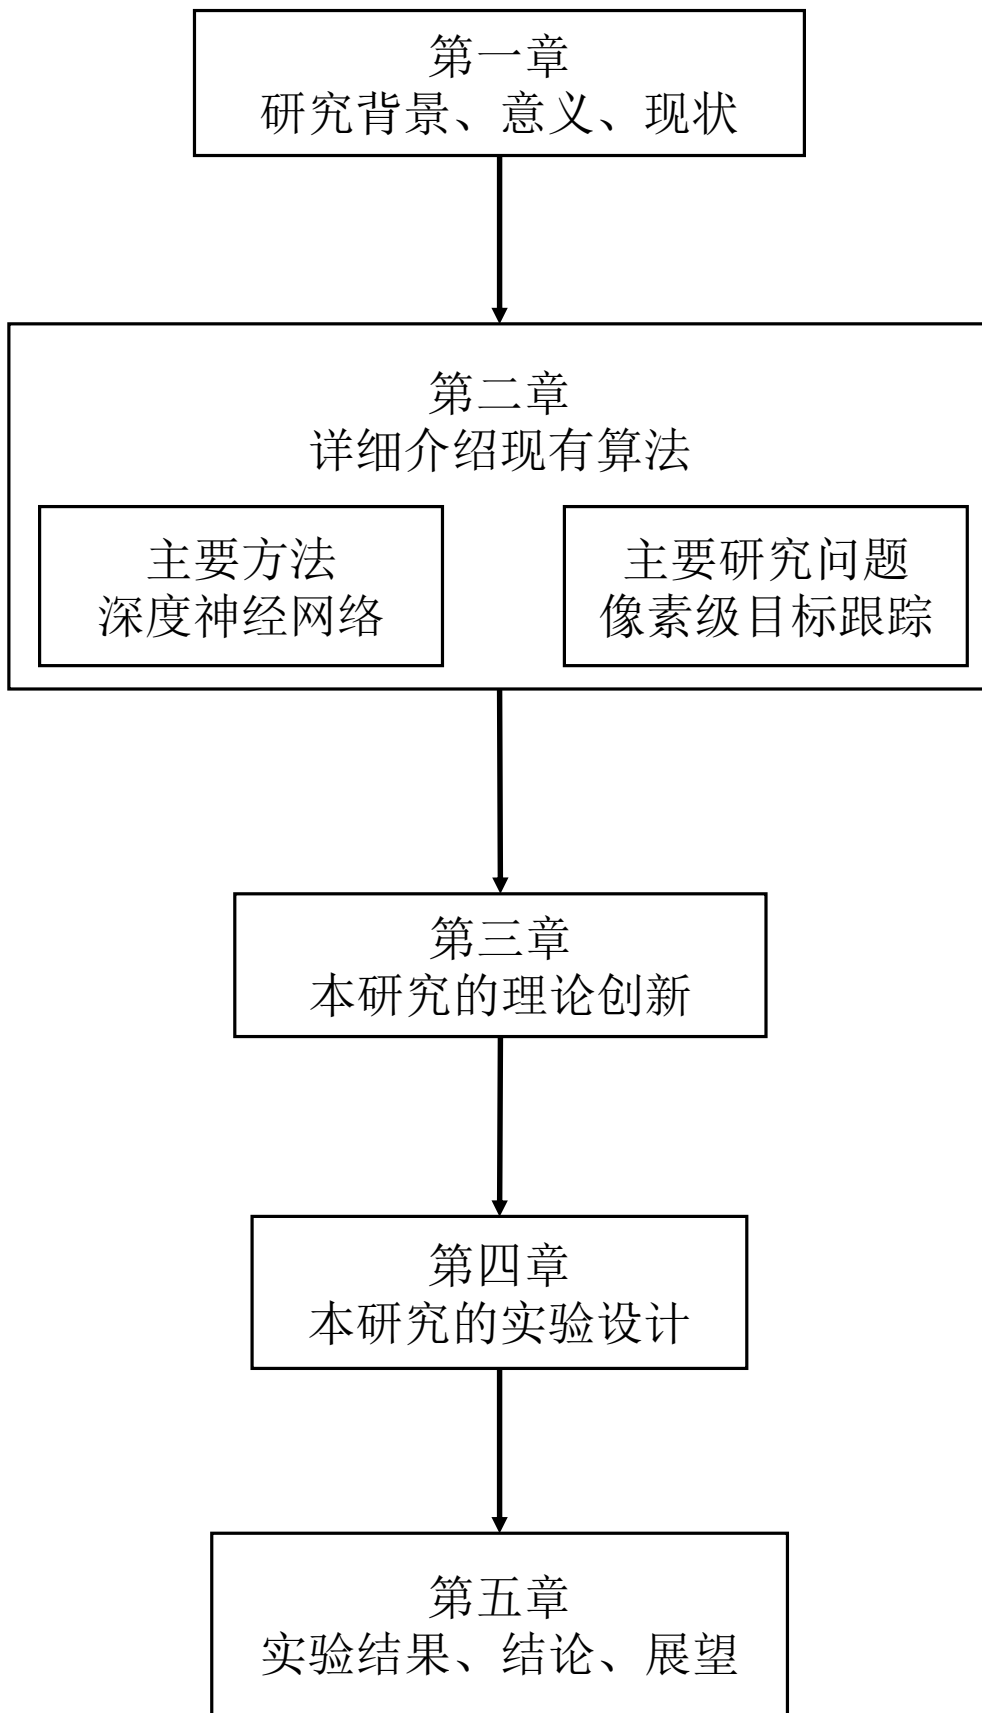 第一章
研究背景、意义、现状
第二章
详细介绍现有算法
主要方法
深度神经网络
主要研究问题
像素级目标跟踪
第三章
本研究的理论创新
第四章
本研究的实验设计
第五章
实验结果、结论、展望